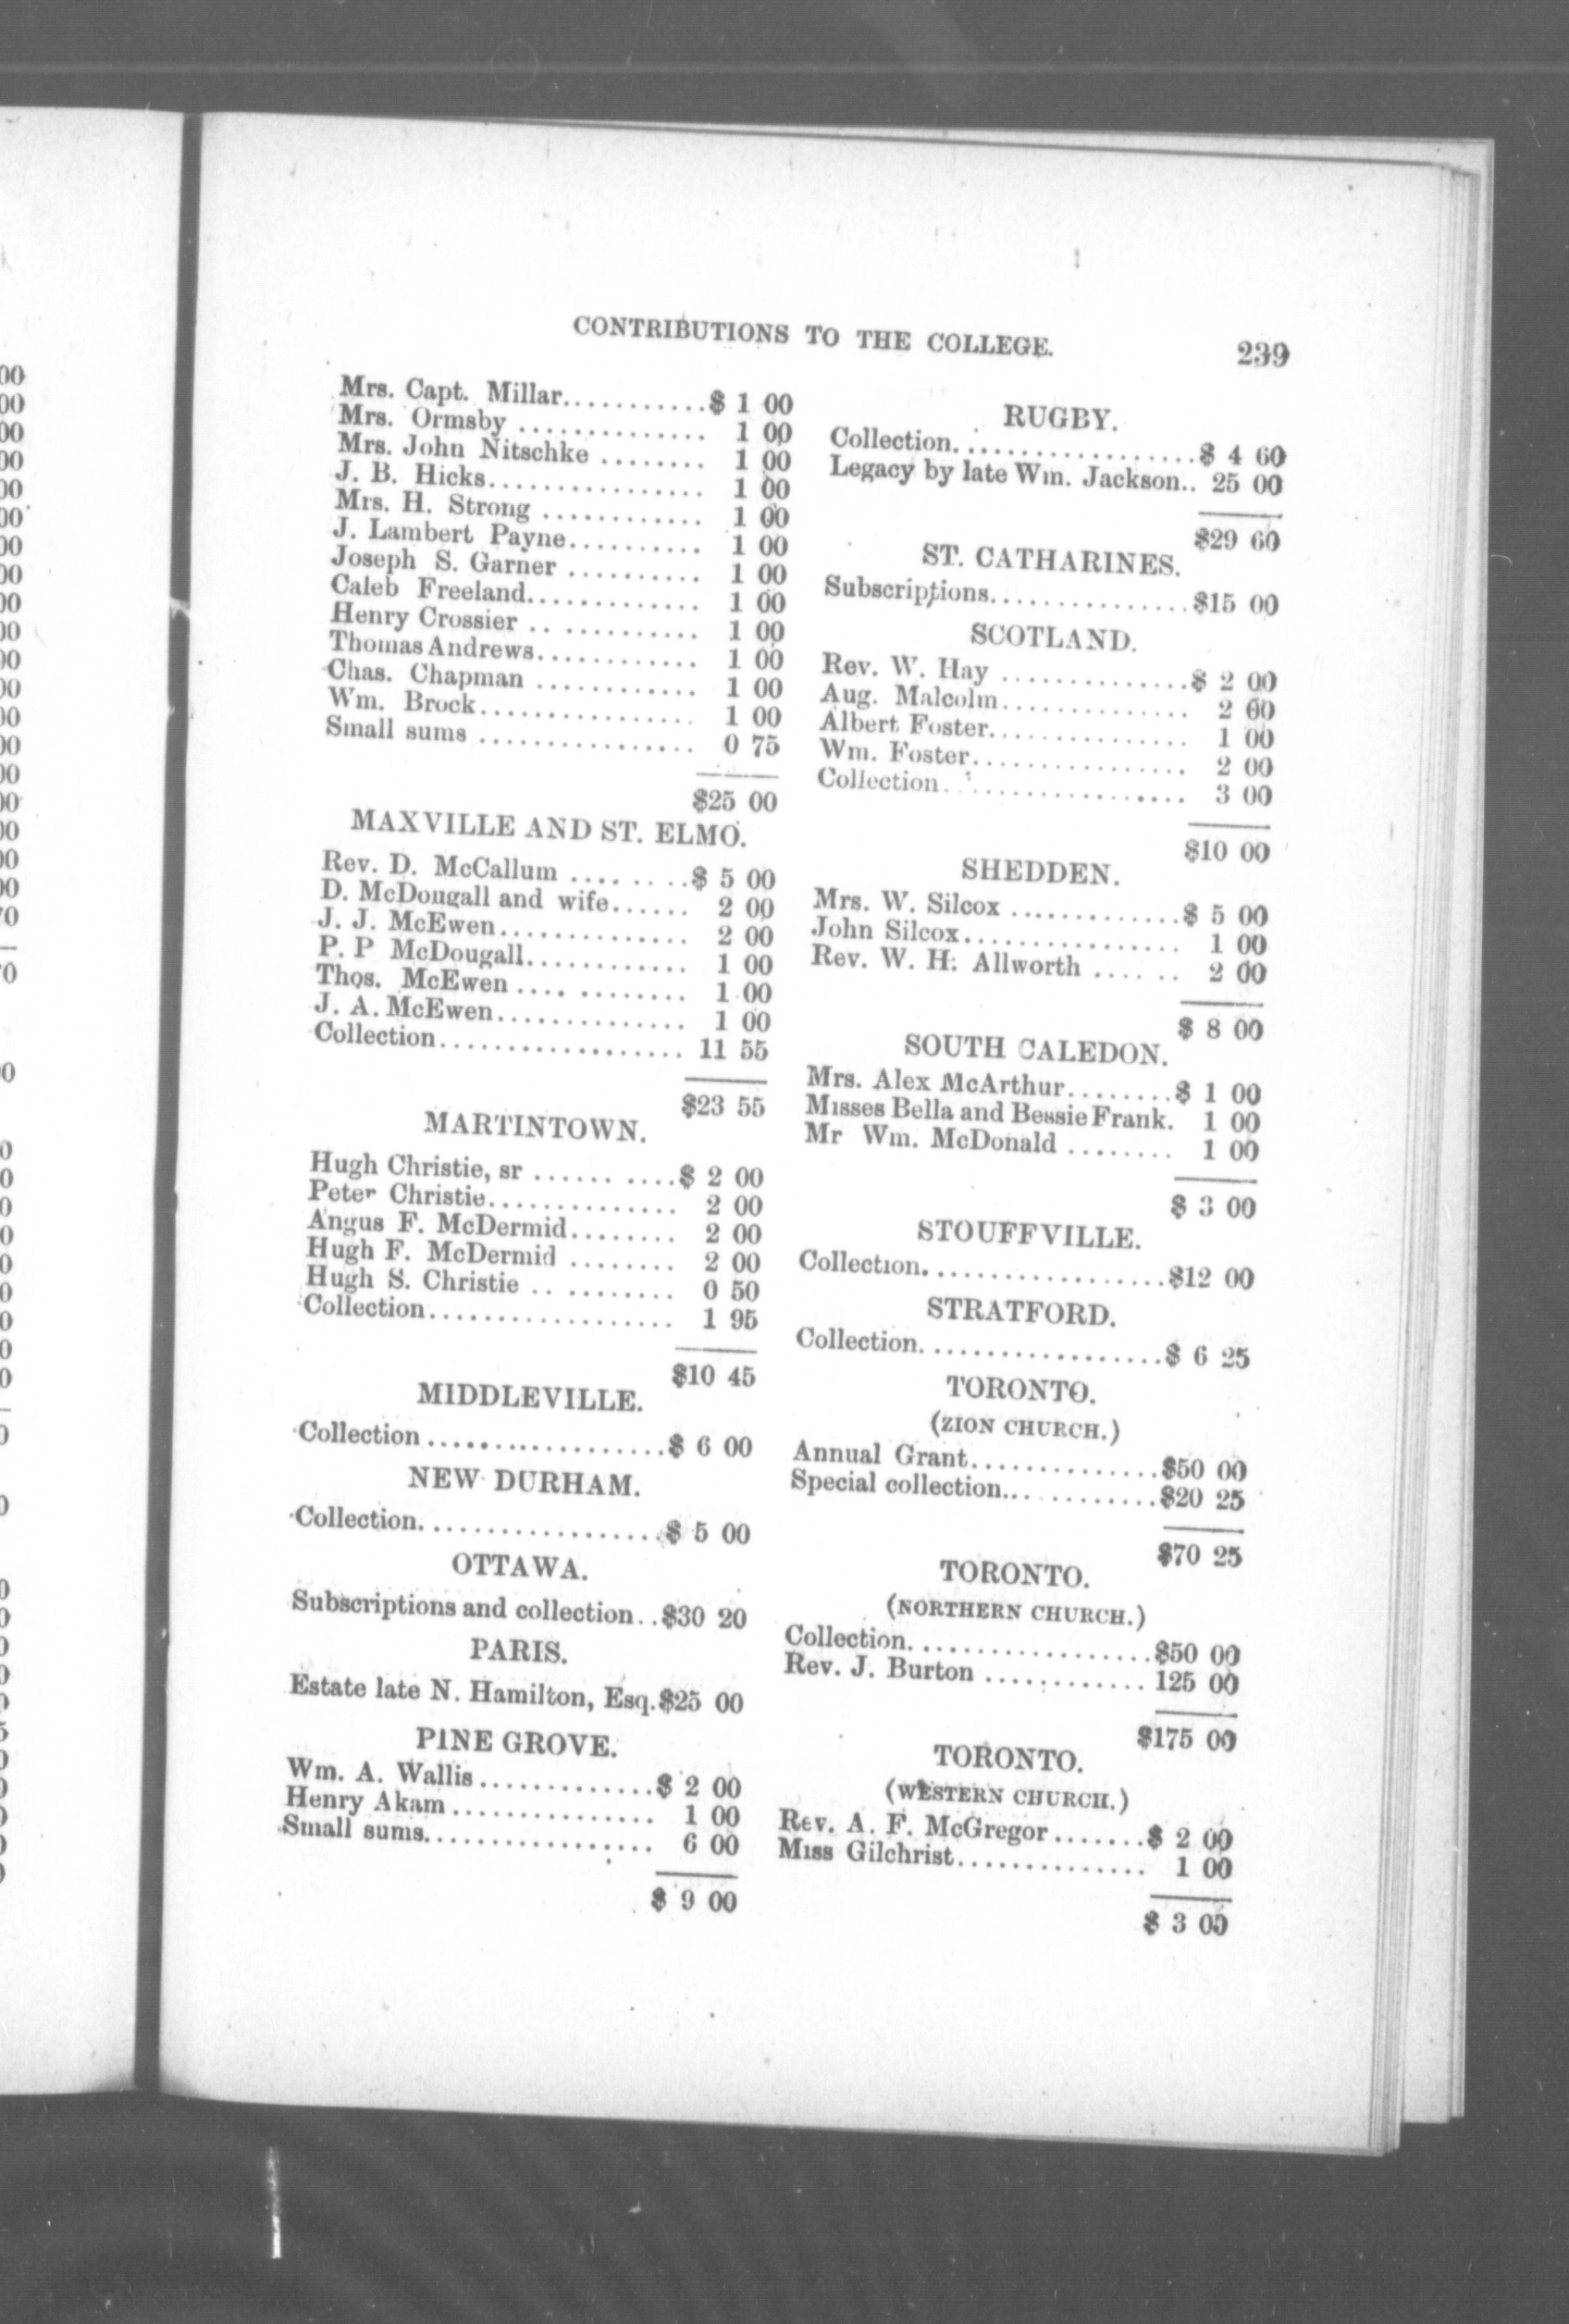 CONTRIBUTIONS TO THE COLLEGE. 239
Mrs. Capt. Millar...........$ 1 00
Mrs. Ormsby .............. 1 00
Mrs. John Nitschke ........ 1 00
J. B. Hicks................ 1 00
Mrs. H. Strong ............ 1 00
J. Lambert Payne.......... 1 00
Joseph S. Garner .......... 1 00
Caleb Freeland............. 1 00
Henry Crossier .. .......... 1 00
Thomas Andrews............ 1 00
Chas. Chapman ............ 1 00
Wm. Brock................ 1 00
Small sums ................ 0 75
$25 00
MAXVILLE AND ST. ELMO.
Rev. D. McCallum ........$ 5 00
D. McDougall and wife...... 2 00
J. J. McEwen.............. 2 00
P. P McDougall............ 1 00
Thos. McEwen .... ........ 1 00
J. A. McEwen.............. 1 00
Collection.................. 11 55
$23 55
MARTINTOWN.
Hugh Christie, sr ...... ....$ 2 00
Peter Christie.............. 2 00
Angus F. McDermid........ 2 00
Hugh F. McDermid ........ 2 00
Hugh S. Christie .. ........ 0 50
Collection.................. 1 95
$10 45
MIDDLEVILLE.
Collection ..................$ 6 00
NEW DURHAM.
Collection..................$ 5 00
OTTAWA.
Subscriptions and collection..$30 20
PARIS.
Estate late N. Hamilton, Esq.$25 00
PINE GROVE.
Wm. A. Wallis.............$ 2 00
Henry Akam............... 1 00
Small sums................. 6 00
$ 9 00
RUGBY.
Collection..................$ 4 60
Legacy by late Wm. Jackson.. 25 00
$29 60
ST. CATHARINES.
Subscriptions...............$15 00
SCOTLAND.
Rev. W. Hay ..............$ 2 00
Aug. Malcolm.............. 2 00
Albert Foster............... 1 00
Wm. Foster................ 2 00
Collection.................. 3 00
$10 00
SHEDDEN.
Mrs. W. Silcox .............$ 5 00
John Silcox................ 1 00
Rev. W. H. Allworth ...... 2 00
$ 8 00
SOUTH CALEDON.
Mrs. Alex McArthur........$ 1 00
Misses Bella and Bessie Frank. 1 00
Mr Wm. McDonald ........ 1 00
$ 3 00
STOUFFVILLE.
Collection..................$12 00
STRATFORD.
Collection..................$ 6 25
TORONTO.
(ZION CHURCH.)
Annual Grant..............$50 00
Special collection............$20 25
$70 25
TORONTO.
(NORTHERN CHURCH.)
Collection..................$50 00
Rev. J. Burton ............ 125 00
$175 00
TORONTO.
(WESTERN CHURCH.)
Rev. A. F. McGregor.......$ 2 00
Miss Gilchrist.............. 1 00
$ 3 00